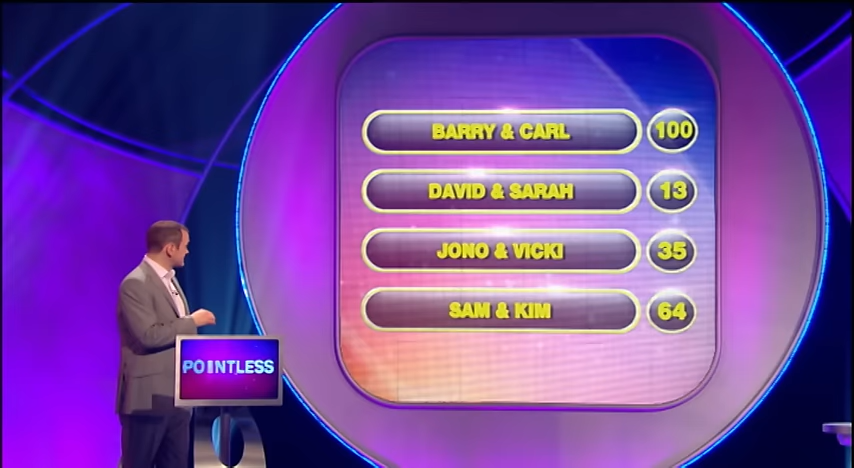 BARRY & CARL 100
DAVID & SARAH 13
JONO & VICKI 35
SAM & KIM 64
POINTLESS